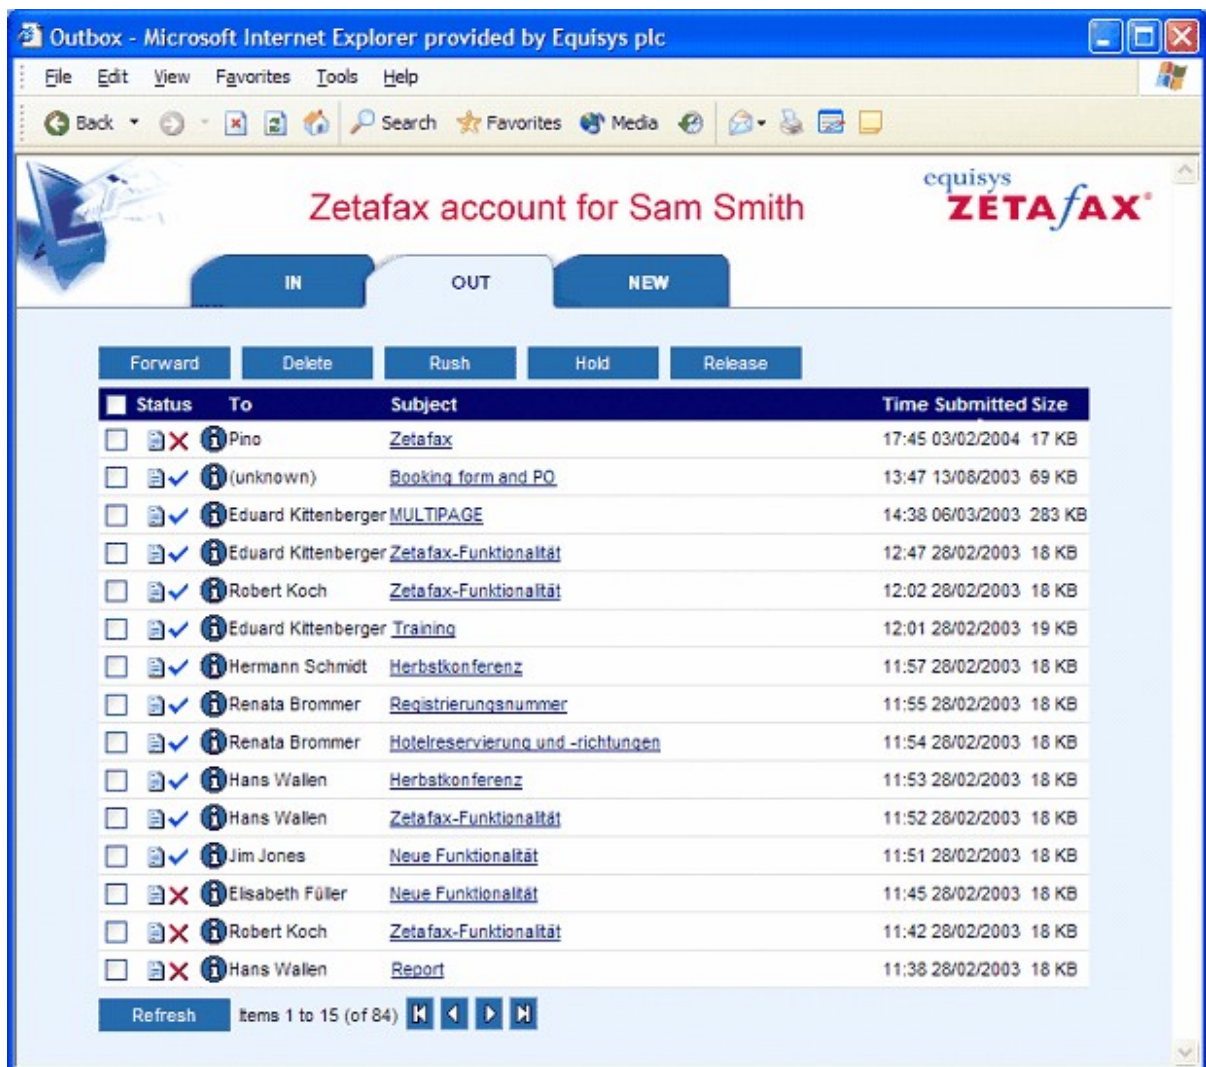 Outbox - Microsoft Internet Explorer provided by Equisys plc
File Edit View Favorites Tools Help
Back Search Favorites Media
Zetafax account for Sam Smith
equisys
ZETAfAX®
IN OUT NEW
Forward Delete Rush Hold Release
Status To Subject Time Submitted Size
Pino Zetafax 17:45 03/02/2004 17 KB
(unknown) Booking form and PO 13:47 13/08/2003 69 KB
Eduard Kittenberger MULTIPAGE 14:38 06/03/2003 283 KB
Eduard Kittenberger Zetafax-Funktionalität 12:47 28/02/2003 18 KB
Robert Koch Zetafax-Funktionalität 12:02 28/02/2003 18 KB
Eduard Kittenberger Training 12:01 28/02/2003 19 KB
Hermann Schmidt Herbstkonferenz 11:57 28/02/2003 18 KB
Renata Brommer Registrierungsnummer 11:55 28/02/2003 18 KB
Renata Brommer Hotelreservierung und -richtungen 11:54 28/02/2003 18 KB
Hans Wallen Herbstkonferenz 11:53 28/02/2003 18 KB
Hans Wallen Zetafax-Funktionalität 11:52 28/02/2003 18 KB
Jim Jones Neue Funktionalität 11:51 28/02/2003 18 KB
Elisabeth Füller Neue Funktionalität 11:45 28/02/2003 18 KB
Robert Koch Zetafax-Funktionalität 11:42 28/02/2003 18 KB
Hans Wallen Report 11:38 28/02/2003 18 KB
Refresh Items 1 to 15 (of 84)